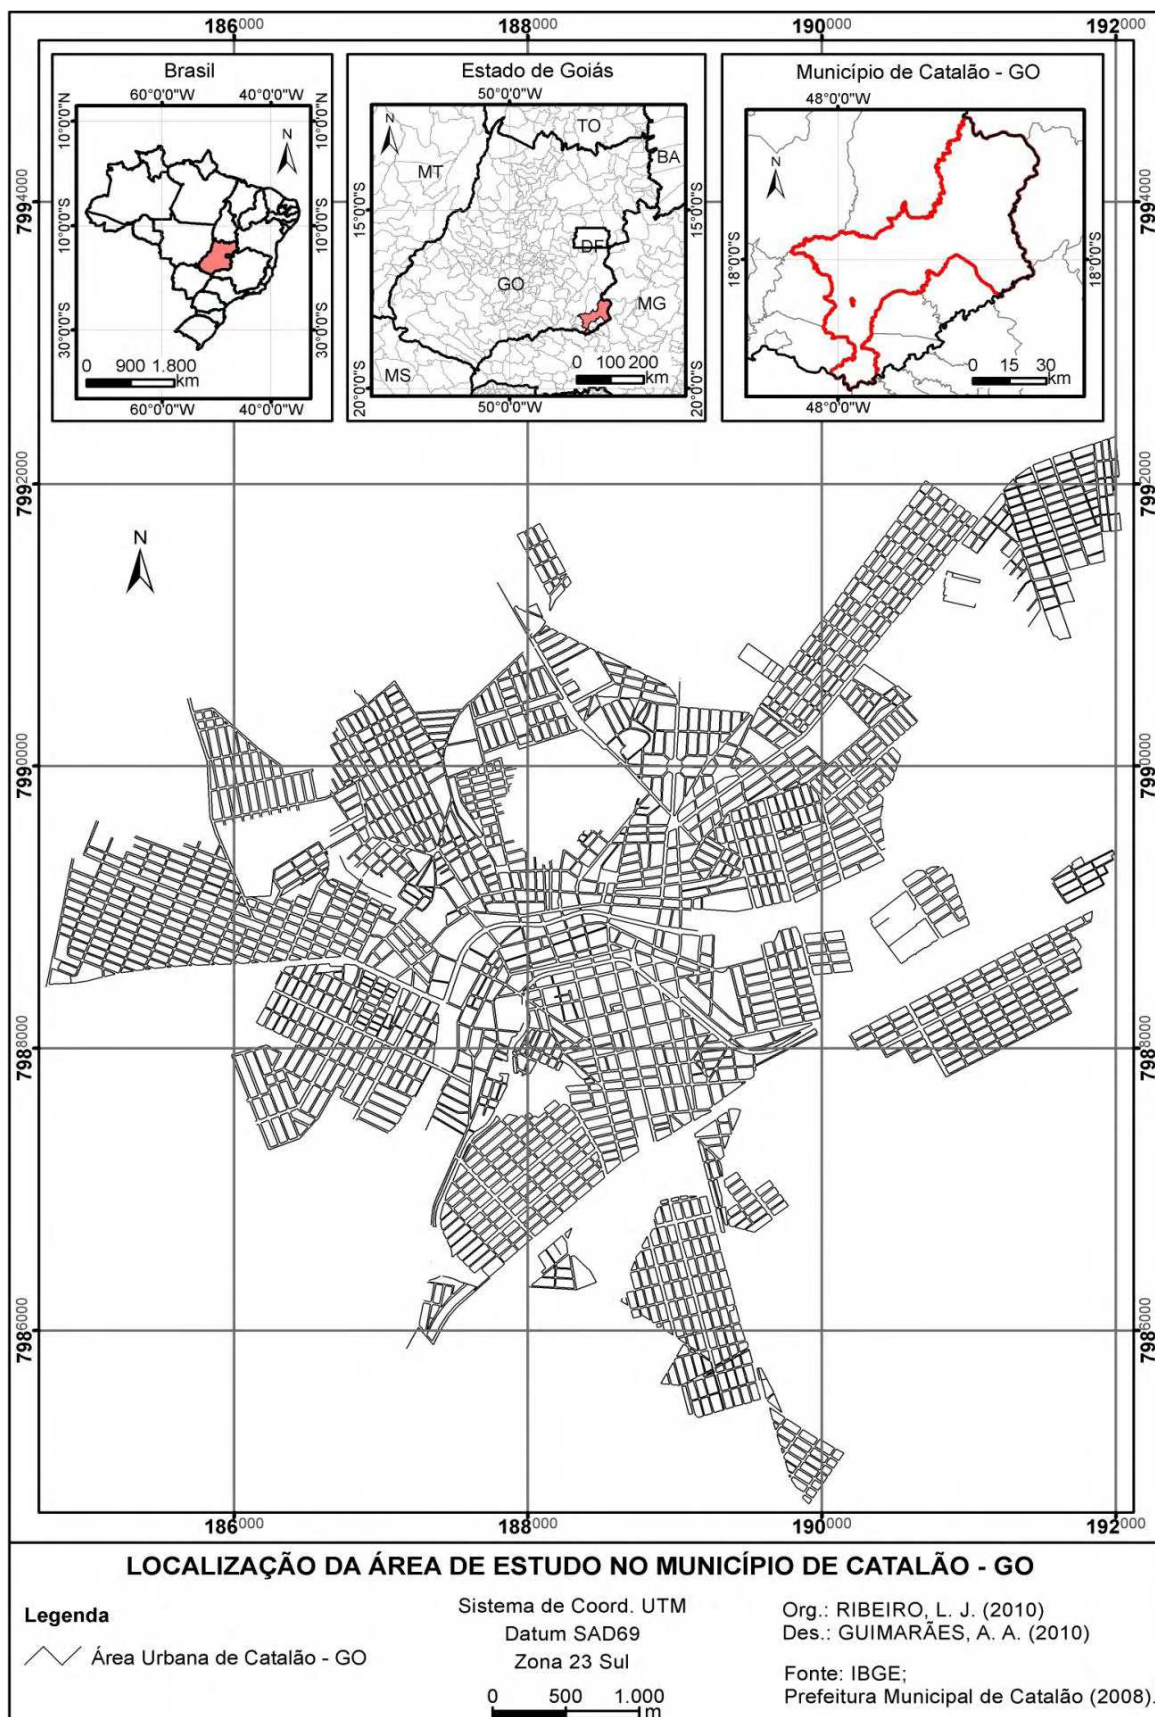 186000 188000 190000 192000
Brasil
60°0'0"W 40°0'0"W
10°0'0"N 10°0'0"N
N
10°0'0"S 10°0'0"S
30°0'0"S 30°0'0"S
0 900 1.800
km
60°0'0"W 40°0'0"W
Estado de Goiás
50°0'0"W
N
TO
MT
BA
15°0'0"S 15°0'0"S
DF
GO
MG
MS
0 100 200
km
20°0'0"S 20°0'0"S
50°0'0"W
Município de Catalão - GO
48°0'0"W
N
18°0'0"S 18°0'0"S
0 15 30
km
48°0'0"W
7994000 7994000
7992000 7992000
N
7990000 7990000
7988000 7988000
7986000 7986000
186000 188000 190000 192000
LOCALIZAÇÃO DA ÁREA DE ESTUDO NO MUNICÍPIO DE CATALÃO - GO
Legenda
Área Urbana de Catalão - GO
Sistema de Coord. UTM
Datum SAD69
Zona 23 Sul
0 500 1.000
m
Org.: RIBEIRO, L. J. (2010)
Des.: GUIMARÃES, A. A. (2010)
Fonte: IBGE;
Prefeitura Municipal de Catalão (2008).